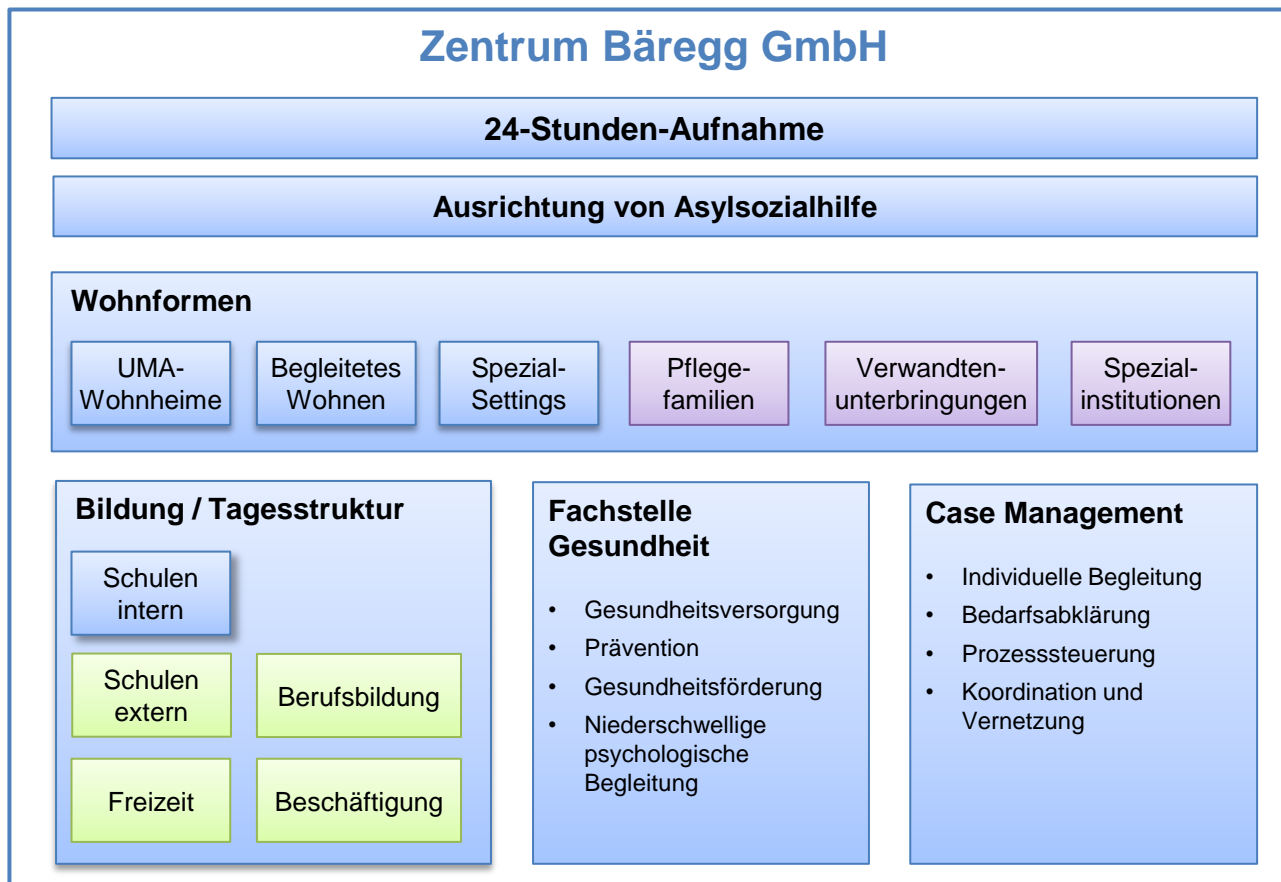 Zentrum Bäregg GmbH
24-Stunden-Aufnahme
Ausrichtung von Asylsozialhilfe
Wohnformen
UMA-
Wohnheime
Begleitetes
Wohnen
Spezial-
Settings
Pflege-
familien
Verwandten-
unterbringungen
Spezial-
institutionen
Bildung / Tagesstruktur
Schulen
intern
Schulen
extern
Berufsbildung
Freizeit
Beschäftigung
Fachstelle
Gesundheit
• Gesundheitsversorgung
• Prävention
• Gesundheitsförderung
• Niederschwellige
psychologische
Begleitung
Case Management
• Individuelle Begleitung
• Bedarfsabklärung
• Prozesssteuerung
• Koordination und
Vernetzung